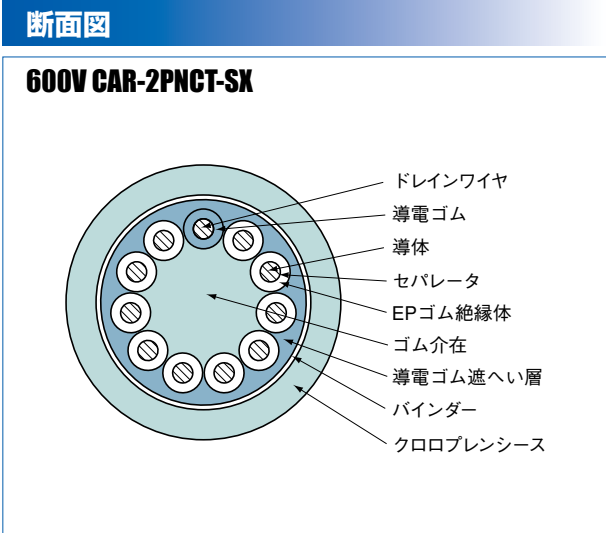 断面図
600V CAR-2PNCT-SX
ドレインワイヤ
導電ゴム
導体
セパレータ
EPゴム絶縁体
ゴム介在
導電ゴム遮へい層
バインダー
クロロプレンシース